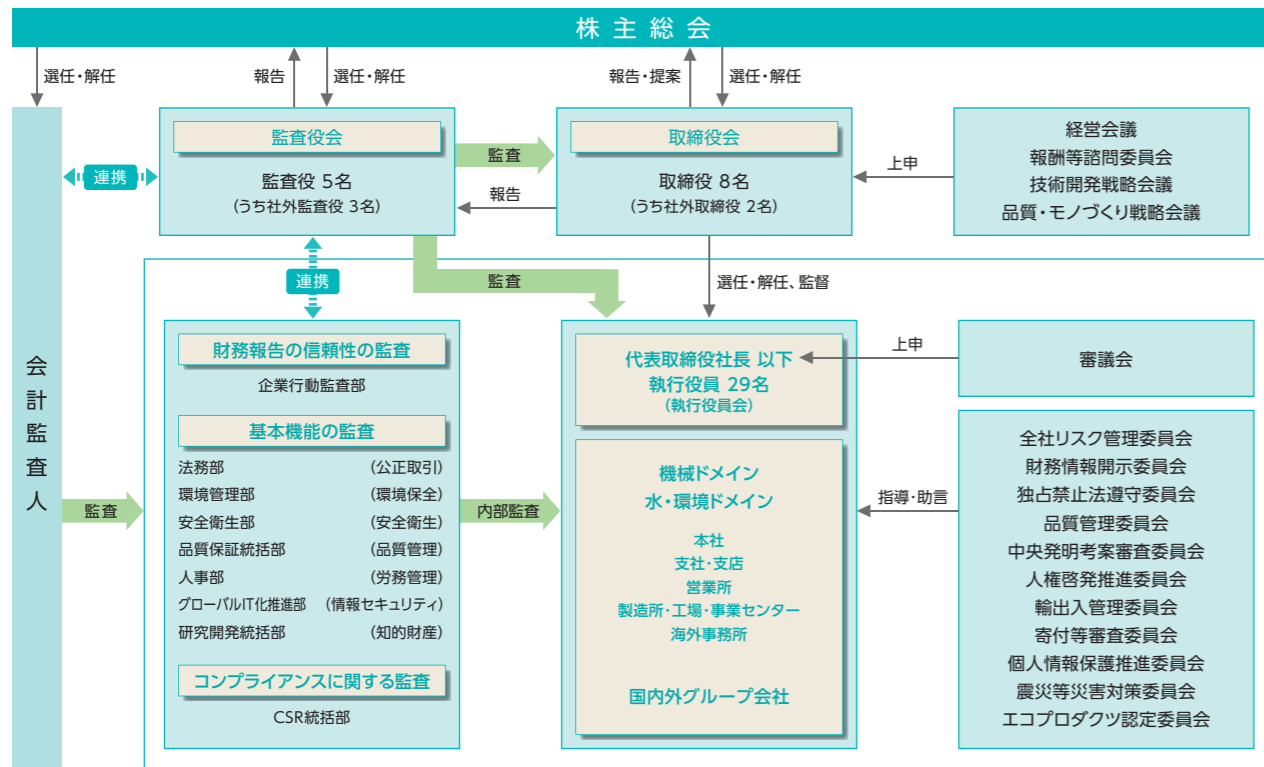 株主総会
選任・解任
報告
選任・解任
報告・提案
選任・解任
監査役会
監査役 5名
(うち社外監査役 3名)
監査
報告
取締役会
取締役 8名
(うち社外取締役 2名)
上申
経営会議
報酬等諮問委員会
技術開発戦略会議
品質・モノづくり戦略会議
連携
連携
監査
選任・解任、監督
会計監査人
監査
財務報告の信頼性の監査
企業行動監査部
基本機能の監査
法務部 (公正取引)
環境管理部 (環境保全)
安全衛生部 (安全衛生)
品質保証統括部 (品質管理)
人事部 (労務管理)
グローバルIT化推進部 (情報セキュリティ)
研究開発統括部 (知的財産)
コンプライアンスに関する監査
CSR統括部
内部監査
代表取締役社長 以下
執行役員 29名
(執行役員会)
機械ドメイン
水・環境ドメイン
本社
支社・支店
営業所
製造所・工場・事業センター
海外事務所
国内外グループ会社
上申
審議会
指導・助言
全社リスク管理委員会
財務情報開示委員会
独占禁止法遵守委員会
品質管理委員会
中央発明考案審査委員会
人権啓発推進委員会
輸出入管理委員会
寄付等審査委員会
個人情報保護推進委員会
震災等災害対策委員会
エコプロダクツ認定委員会